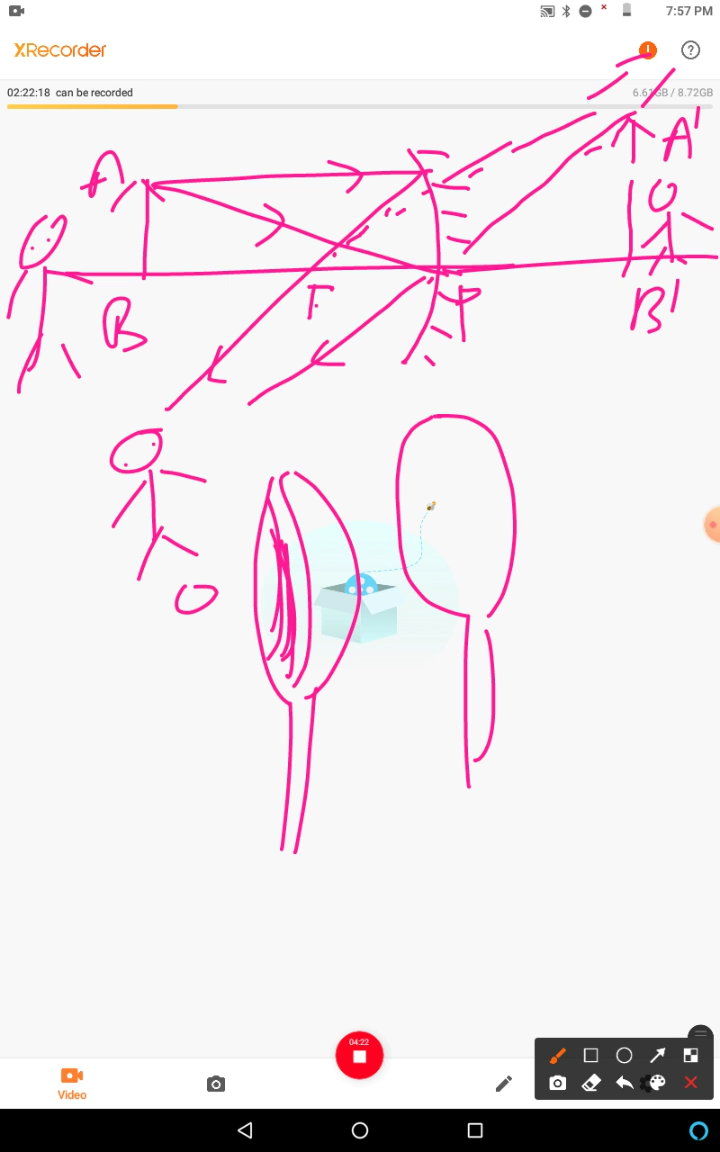 7:57 PM
XRecorder
02:22:18 can be recorded
6.61GB / 8.72GB
A
A'
B
F
P
B'
04:22
Video